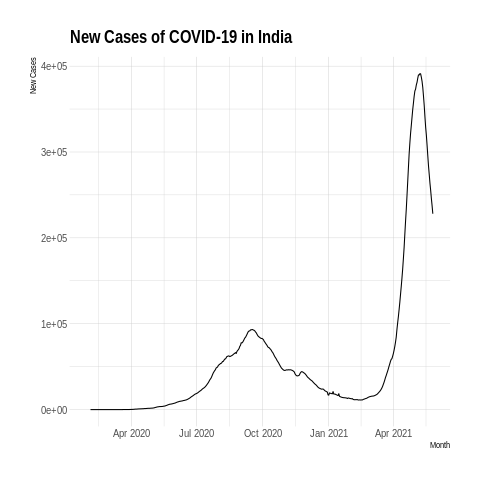 New Cases of COVID-19 in India
New Cases
4e+05
3e+05
2e+05
1e+05
0e+00
Apr 2020 Jul 2020 Oct 2020 Jan 2021 Apr 2021
Month